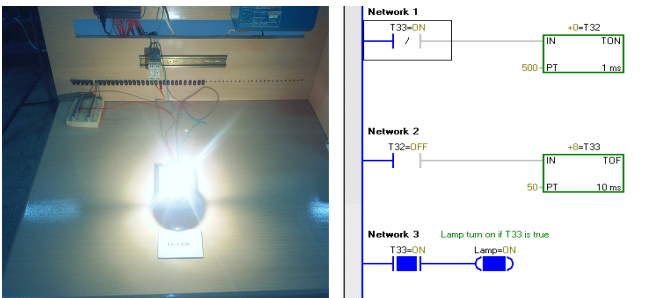 Network 1
T33=ON
/
+0=T32
IN TON
500 PT 1 ms
Network 2
T32=OFF
+8=T33
IN TOF
50 PT 10 ms
Network 3 Lamp turn on if T33 is true
T33=ON Lamp=ON